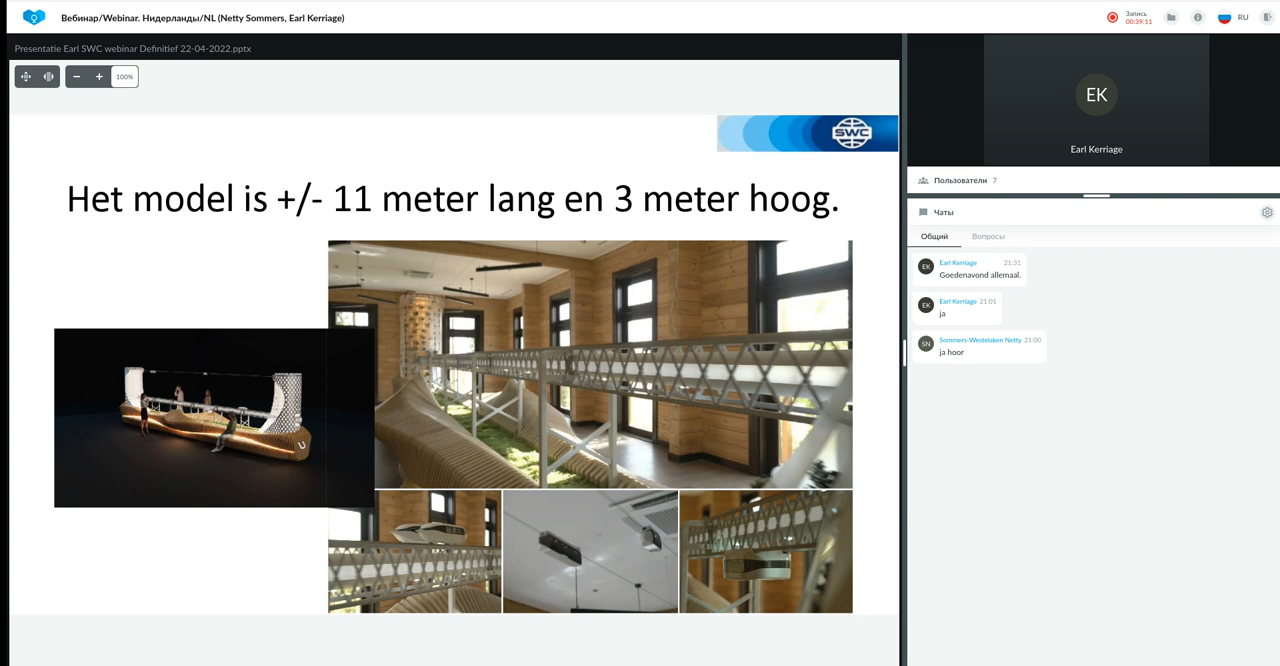 Вебинар/Webinar. Нидерланды/NL (Netty Sommers, Earl Kerriage)
Запись
00:39:11
RU
Presentatie Earl SWC webinar Definitief 22-04-2022.pptx
100%
SWC
Het model is +/- 11 meter lang en 3 meter hoog.
U
EK
Earl Kerriage
Пользователи 7
Чаты
Общий
Вопросы
EK
Earl Kerriage 21:31
Goedenavond allemaal.
EK
Earl Kerriage 21:01
ja
SN
Sommers-Westelaken Netty 21:00
ja hoor